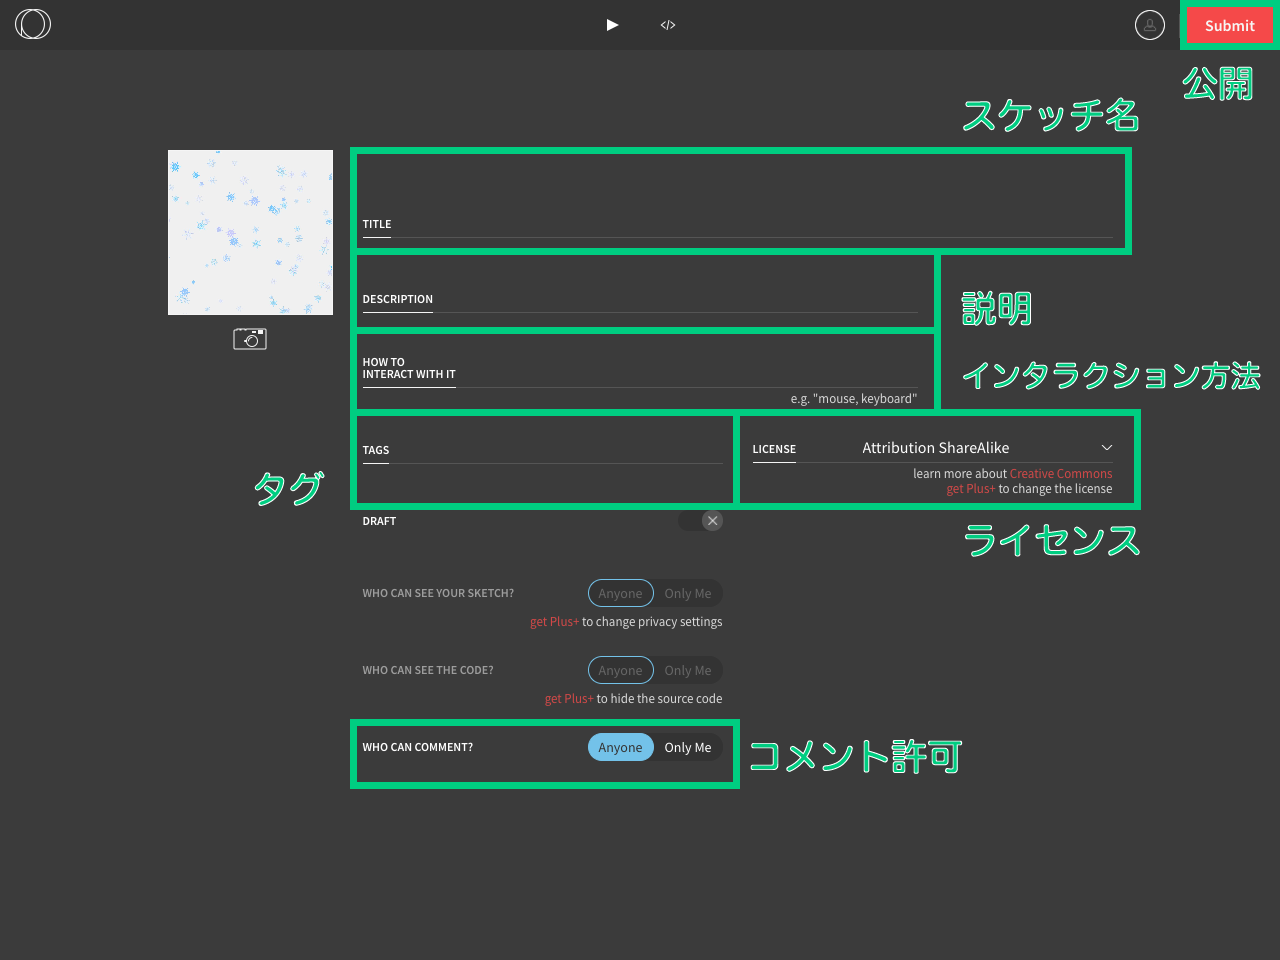 </>
Submit
公開
スケッチ名
TITLE
DESCRIPTION
説明
HOW TO
INTERACT WITH IT
インタラクション方法
e.g. "mouse, keyboard"
TAGS
LICENSE Attribution ShareAlike
learn more about Creative Commons
get Plus+ to change the license
タグ
DRAFT
ライセンス
WHO CAN SEE YOUR SKETCH? Anyone Only Me
get Plus+ to change privacy settings
WHO CAN SEE THE CODE? Anyone Only Me
get Plus+ to hide the source code
WHO CAN COMMENT? Anyone Only Me
コメント許可